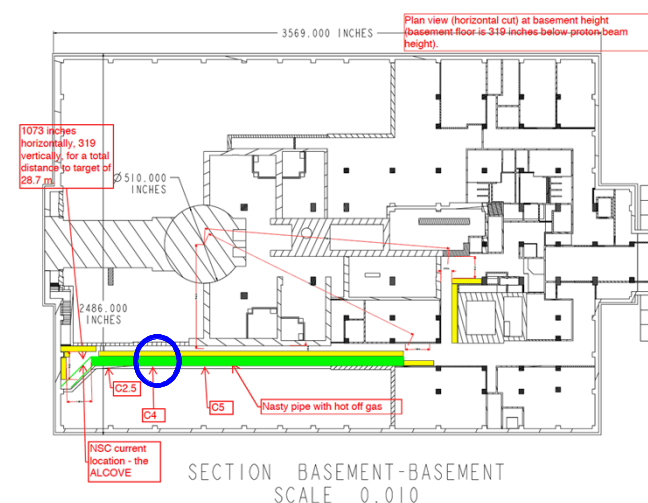 Plan view (horizontal cut) at basement height
(basement floor is 319 inches below proton beam
height).
3569.000 INCHES
1073 inches
horizontally, 319
vertically, for a total
distance to target of
28.7 m
Ø510.000
INCHES
2486.000
INCHES
C2.5
C4
C5
Nasty pipe with hot off gas
NSC current
location - the
ALCOVE
SECTION BASEMENT-BASEMENT
SCALE 0.010